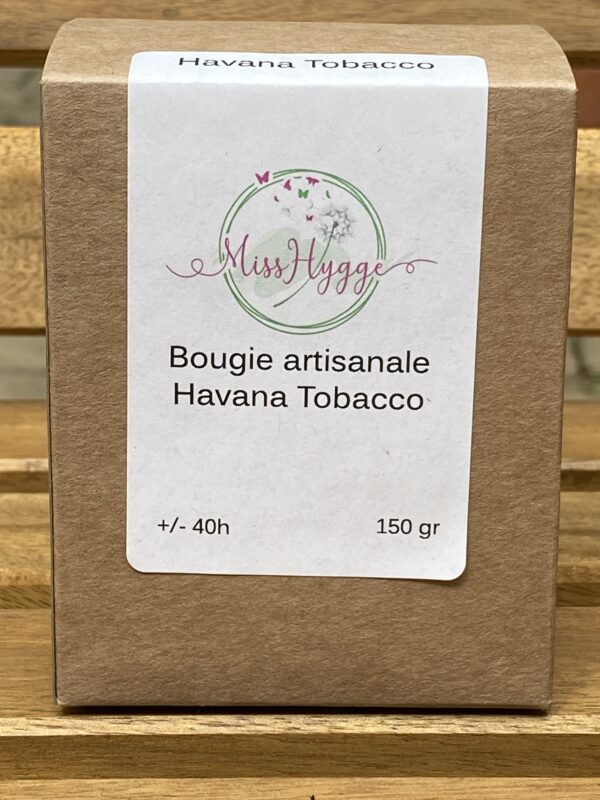 Havana Tobacco
MissHygge
Bougie artisanale
Havana Tobacco
+/- 40h
150 gr